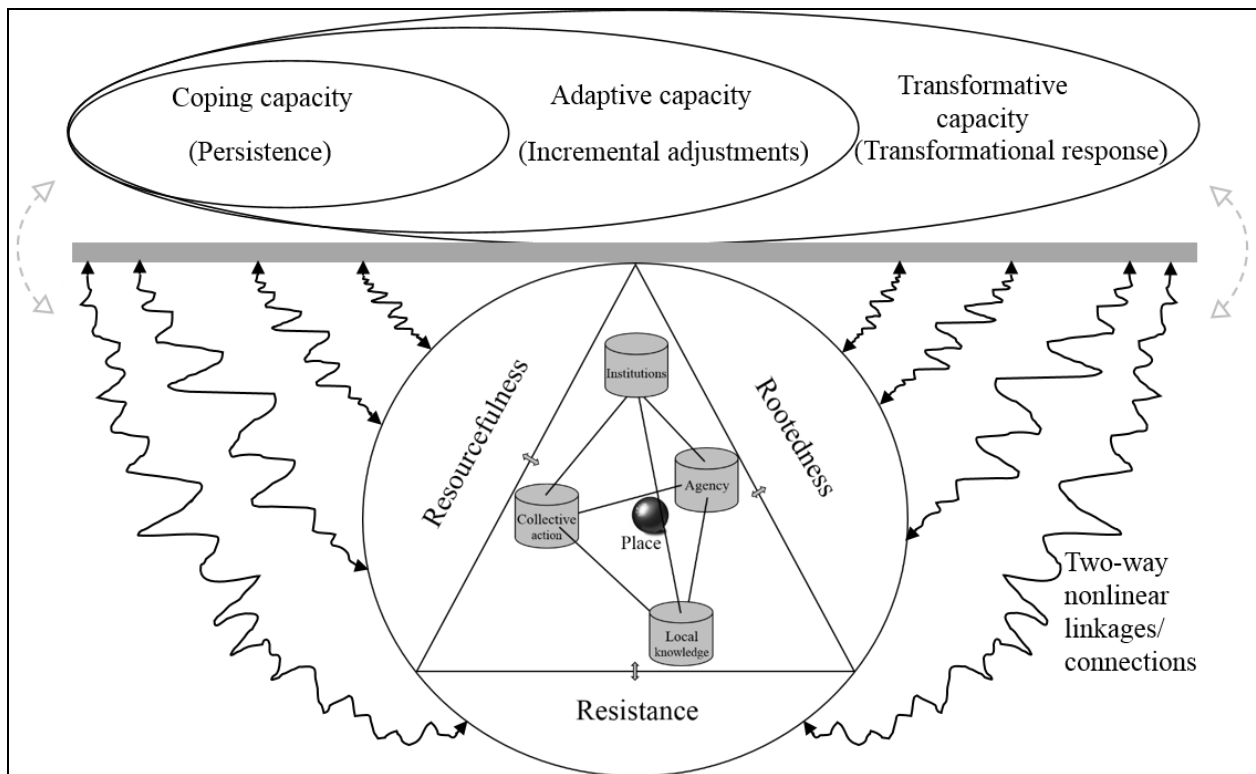 Coping capacity
(Persistence)
Adaptive capacity
(Incremental adjustments)
Transformative
capacity
(Transformational response)
Resourcefulness
Rootedness
Institutions
Agency
Collective
action
Place
Local
knowledge
Resistance
Two-way
nonlinear
linkages/
connections